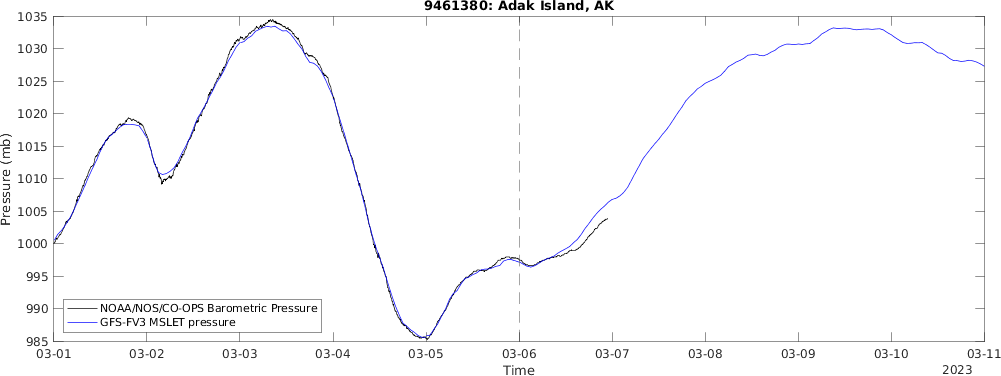 9461380: Adak Island, AK
1035
1030
1025
1020
1015
1010
1005
1000
995
990
985
Pressure (mb)
NOAA/NOS/CO-OPS Barometric Pressure
GFS-FV3 MSLET pressure
03-01 03-02 03-03 03-04 03-05 03-06 03-07 03-08 03-09 03-10 03-11
Time
2023